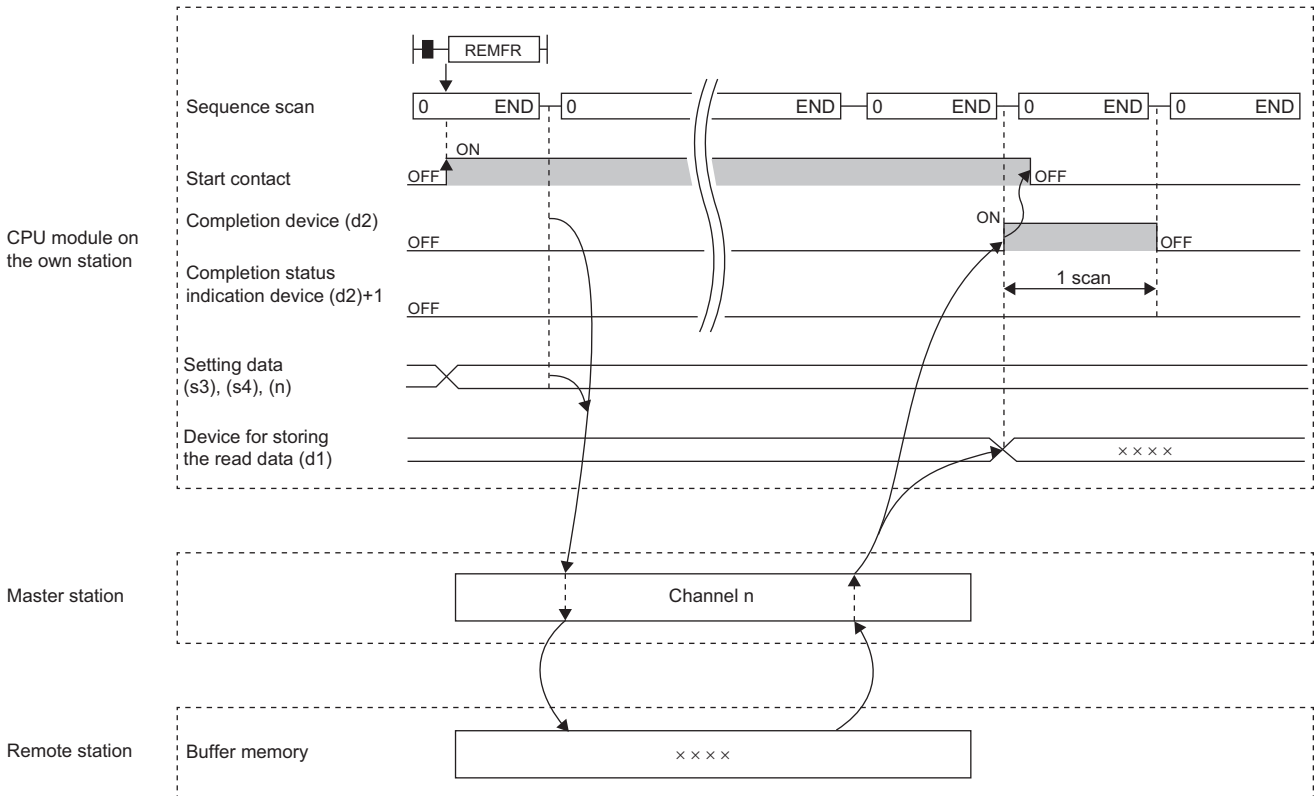 REMFR
Sequence scan
0 END 0 END 0 END 0 END 0 END
ON
Start contact
OFF
OFF
Completion device (d2)
ON
CPU module on
the own station
OFF
OFF
Completion status
indication device (d2)+1
1 scan
OFF
Setting data
(s3), (s4), (n)
Device for storing
the read data (d1)
××××
Master station
Channel n
Remote station
Buffer memory
××××